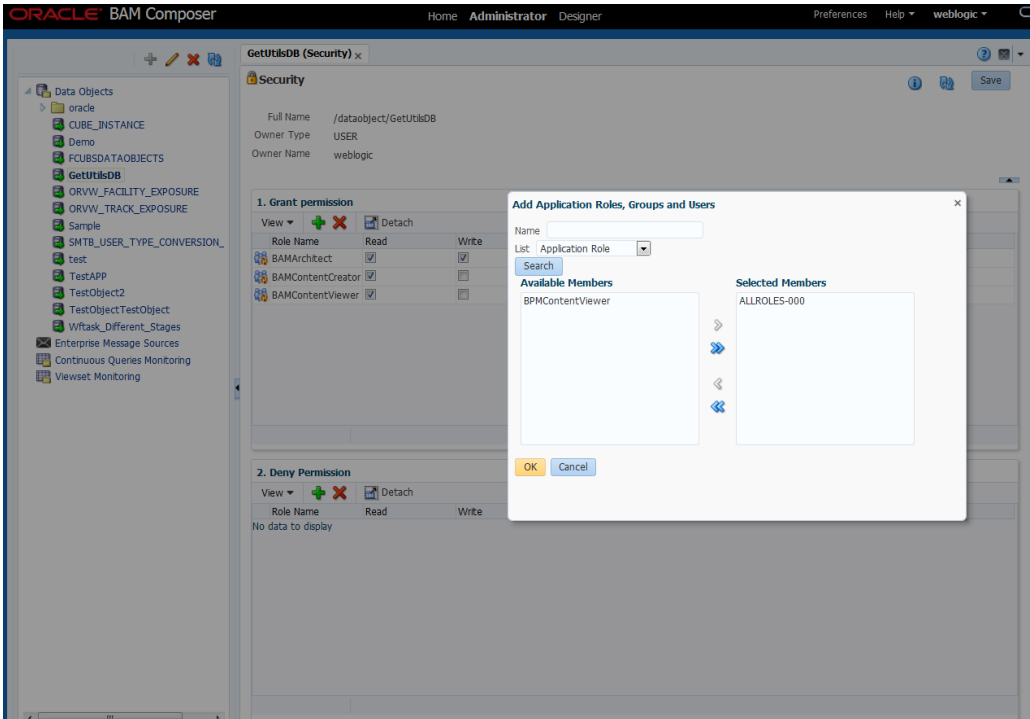 ORACLE BAM Composer
Home Administrator Designer
Preferences Help weblogic
GetUtilsDB (Security)
Security
Save
Data Objects
oracle
CUBE_INSTANCE
Demo
FCUBSDATAOBJECTS
GetUtilsDB
ORVW_FACILITY_EXPOSURE
ORVW_TRACK_EXPOSURE
Sample
SMTB_USER_TYPE_CONVERSION_
test
TestAPP
TestObject2
TestObjectTestObject
Wftask_Different_Stages
Enterprise Message Sources
Continuous Queries Monitoring
Viewset Monitoring
Full Name /dataobject/GetUtilsDB
Owner Type USER
Owner Name weblogic
1. Grant permission
View Detach
Role Name Read Write
BAMArchitect
BAMContentCreator
BAMContentViewer
2. Deny Permission
View Detach
Role Name Read Write
No data to display
Add Application Roles, Groups and Users
Name
List Application Role
Search
Available Members Selected Members
BPMContentViewer ALLROLES-000
OK Cancel